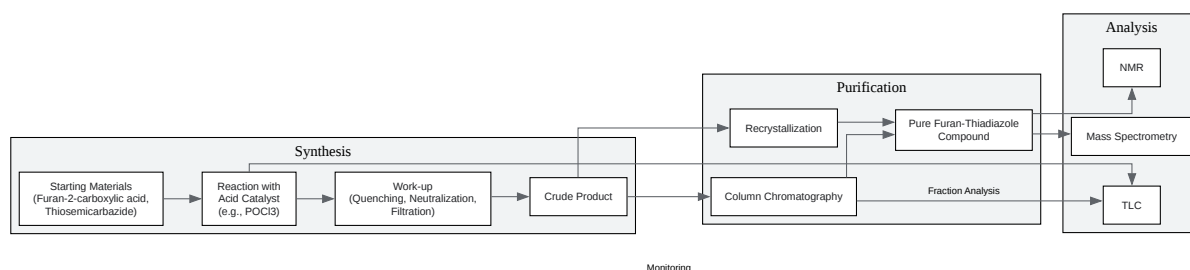 Analysis
NMR
Purification
Recrystallization
Pure Furan-Thiadiazole
Compound
Mass Spectrometry
Synthesis
Starting Materials
(Furan-2-carboxylic acid,
Thiosemicarbazide)
Reaction with
Acid Catalyst
(e.g., POCl3)
Work-up
(Quenching, Neutralization,
Filtration)
Crude Product
Column Chromatography
Fraction Analysis
TLC
Monitoring